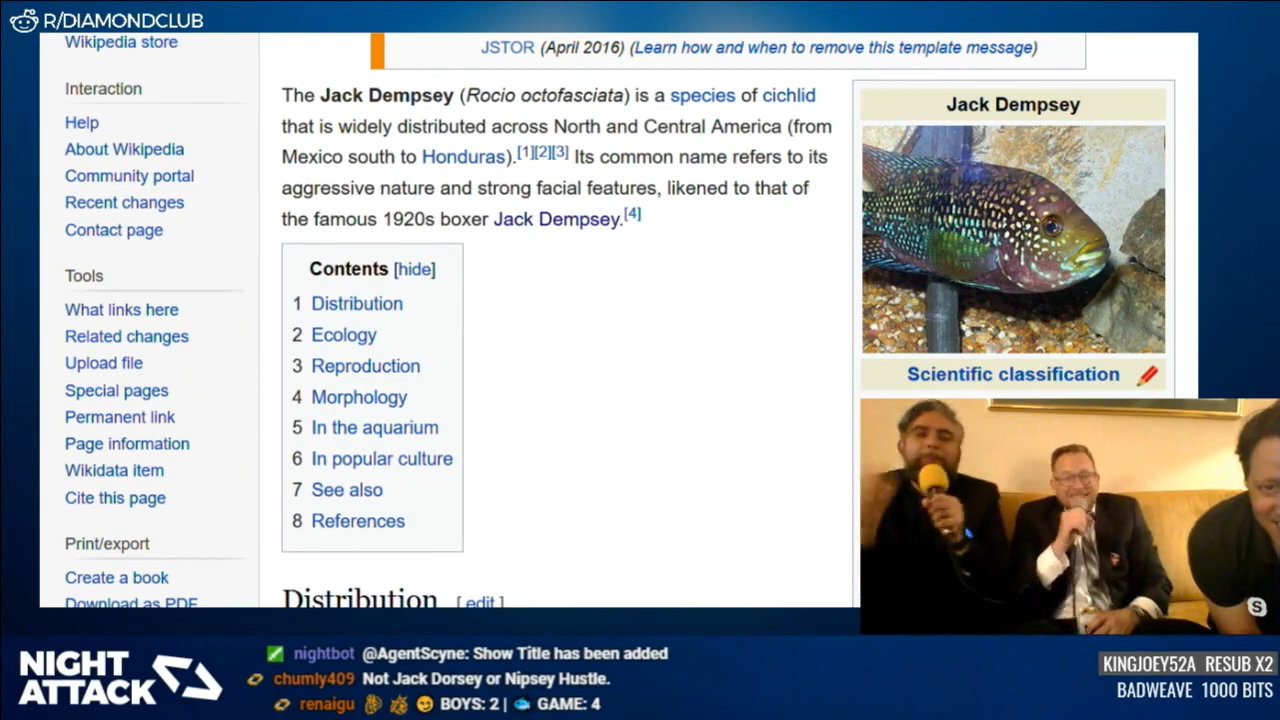 R/DIAMONDCLUB
Wikipedia store
Interaction
Help
About Wikipedia
Community portal
Recent changes
Contact page
Tools
What links here
Related changes
Upload file
Special pages
Permanent link
Page information
Wikidata item
Cite this page
Print/export
Create a book
Download as PDF
JSTOR (April 2016) (Learn how and when to remove this template message)
The Jack Dempsey (Rocio octofasciata) is a species of cichlid
that is widely distributed across North and Central America (from
Mexico south to Honduras).[1][2][3] Its common name refers to its
aggressive nature and strong facial features, likened to that of
the famous 1920s boxer Jack Dempsey.[4]
Contents [hide]
1 Distribution
2 Ecology
3 Reproduction
4 Morphology
5 In the aquarium
6 In popular culture
7 See also
8 References
Distribution [ edit ]
Jack Dempsey
Scientific classification
NIGHT
ATTACK
nightbot @AgentScyne: Show Title has been added
chumly409 Not Jack Dorsey or Nipsey Hustle.
renaigu BOYS: 2 | GAME: 4
KINGJOEY52A RESUB X2
BADWEAVE 1000 BITS